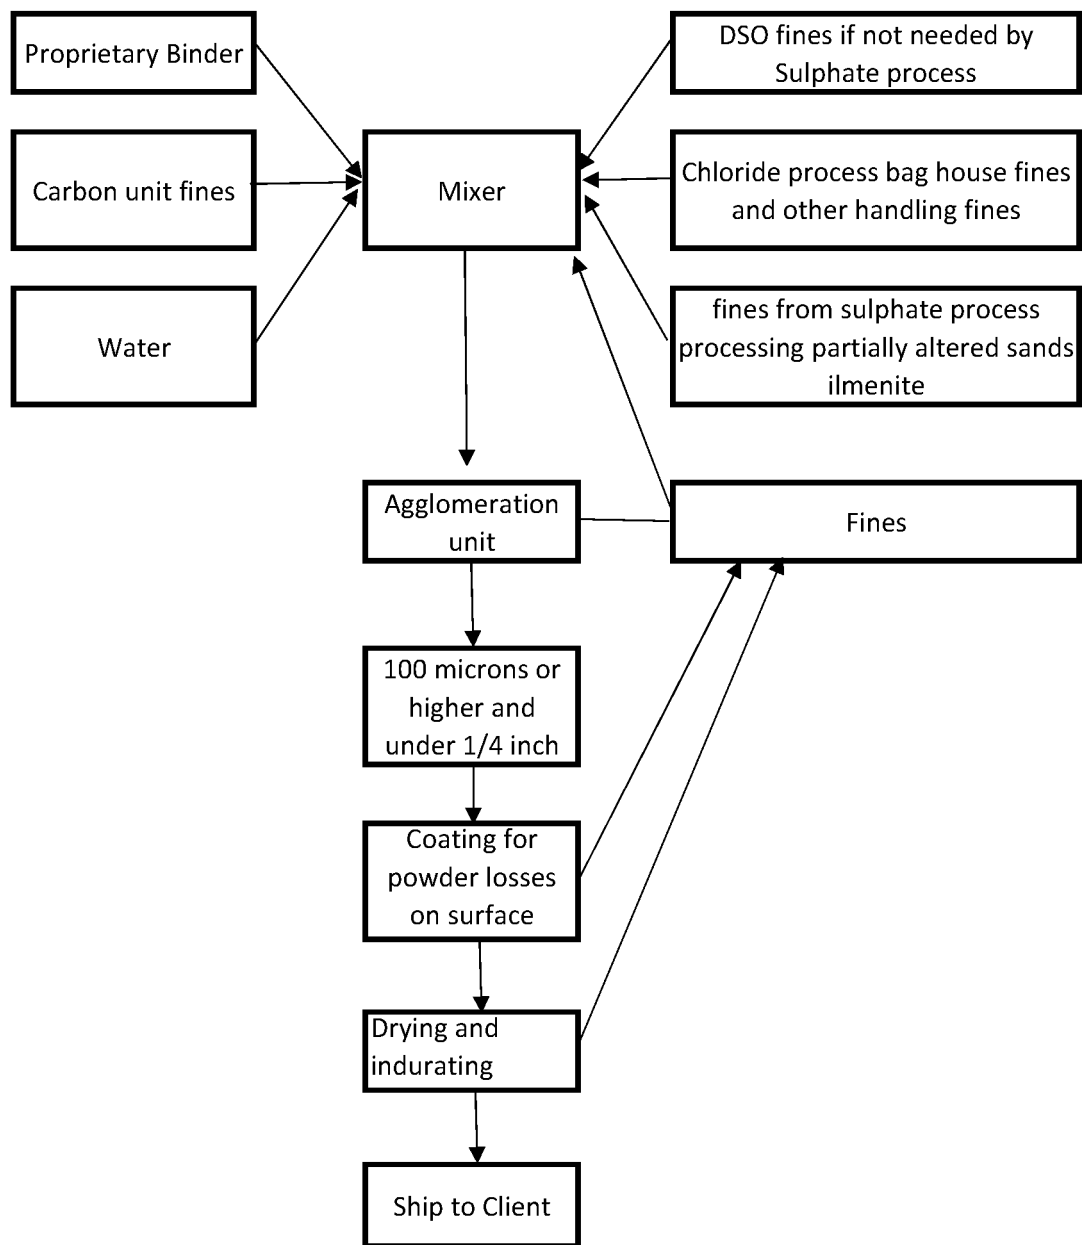 Proprietary Binder
DSO fines if not needed by
Sulphate process
Carbon unit fines
Mixer
Chloride process bag house fines
and other handling fines
Water
fines from sulphate process
processing partially altered sands
ilmenite
Agglomeration
unit
Fines
100 microns or
higher and
under 1/4 inch
Coating for
powder losses
on surface
Drying and
indurating
Ship to Client